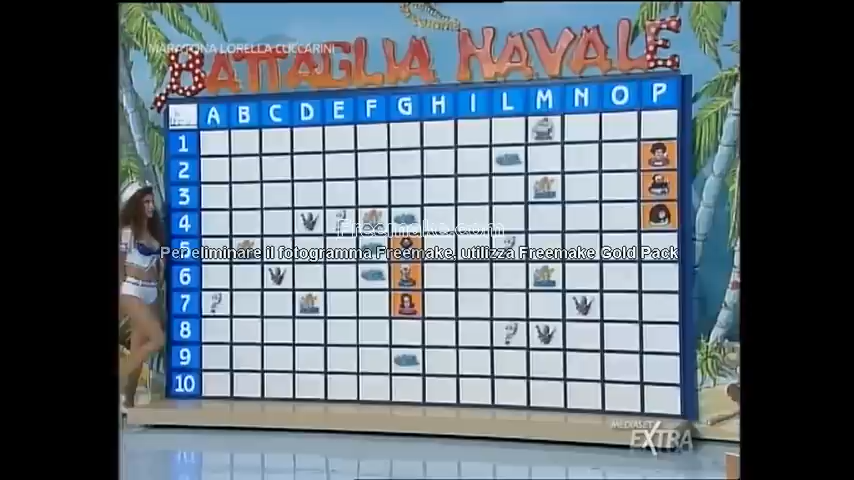 MARATONA LORELLA CUCCARINI
BATTAGLIA NAVALE
A B C D E F G H I L M N O P
1
2
3
4
Freemake.com
5
Per eliminare il fotogramma Freemake, utilizza Freemake Gold Pack
6
7
?
8
9
10
MEDIASET
EXTRA